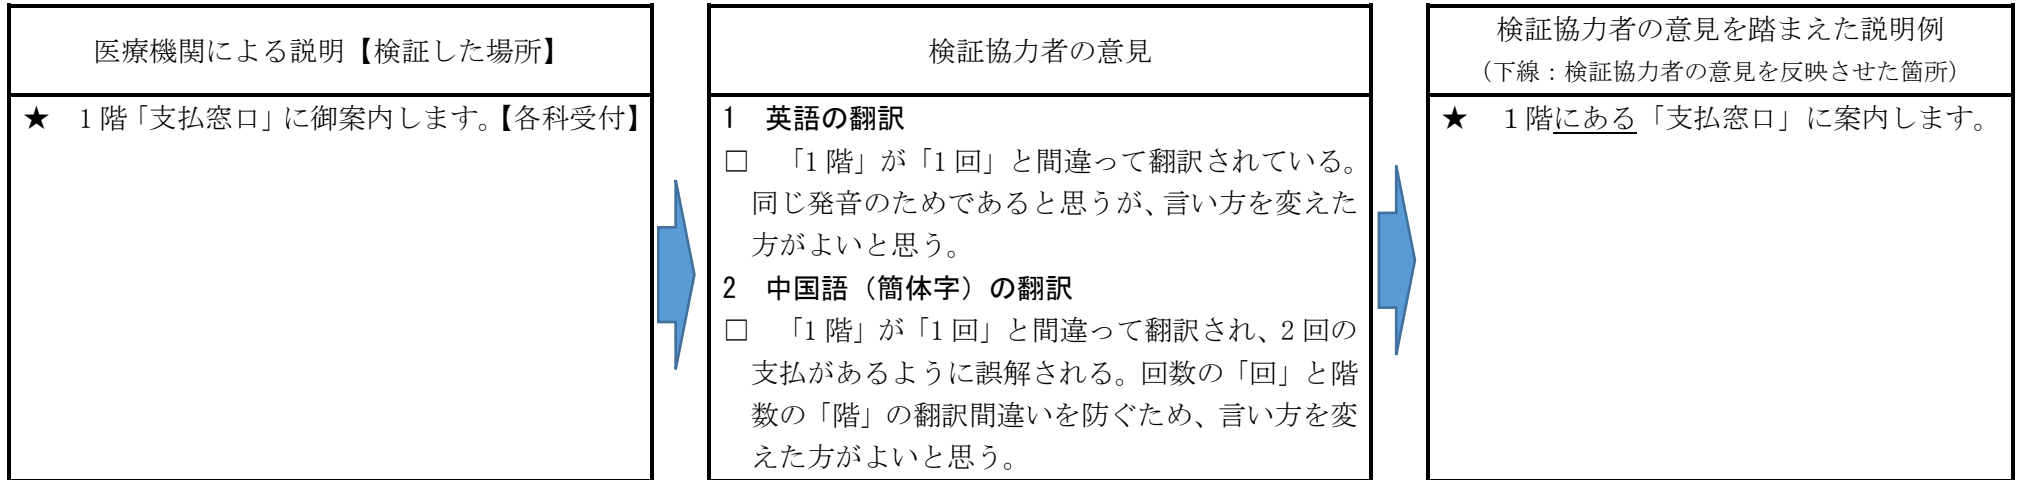 医療機関による説明【検証した場所】
★ 1階「支払窓口」に御案内します。【各科受付】
検証協力者の意見
1 英語の翻訳
□ 「1階」が「1回」と間違って翻訳されている。
同じ発音のためであると思うが、言い方を変えた
方がよいと思う。
2 中国語（簡体字）の翻訳
□ 「1階」が「1回」と間違って翻訳され、2回の
支払があるように誤解される。回数の「回」と階
数の「階」の翻訳間違いを防ぐため、言い方を変
えた方がよいと思う。
検証協力者の意見を踏まえた説明例
（下線：検証協力者の意見を反映させた箇所）
★ 1階にある「支払窓口」に案内します。